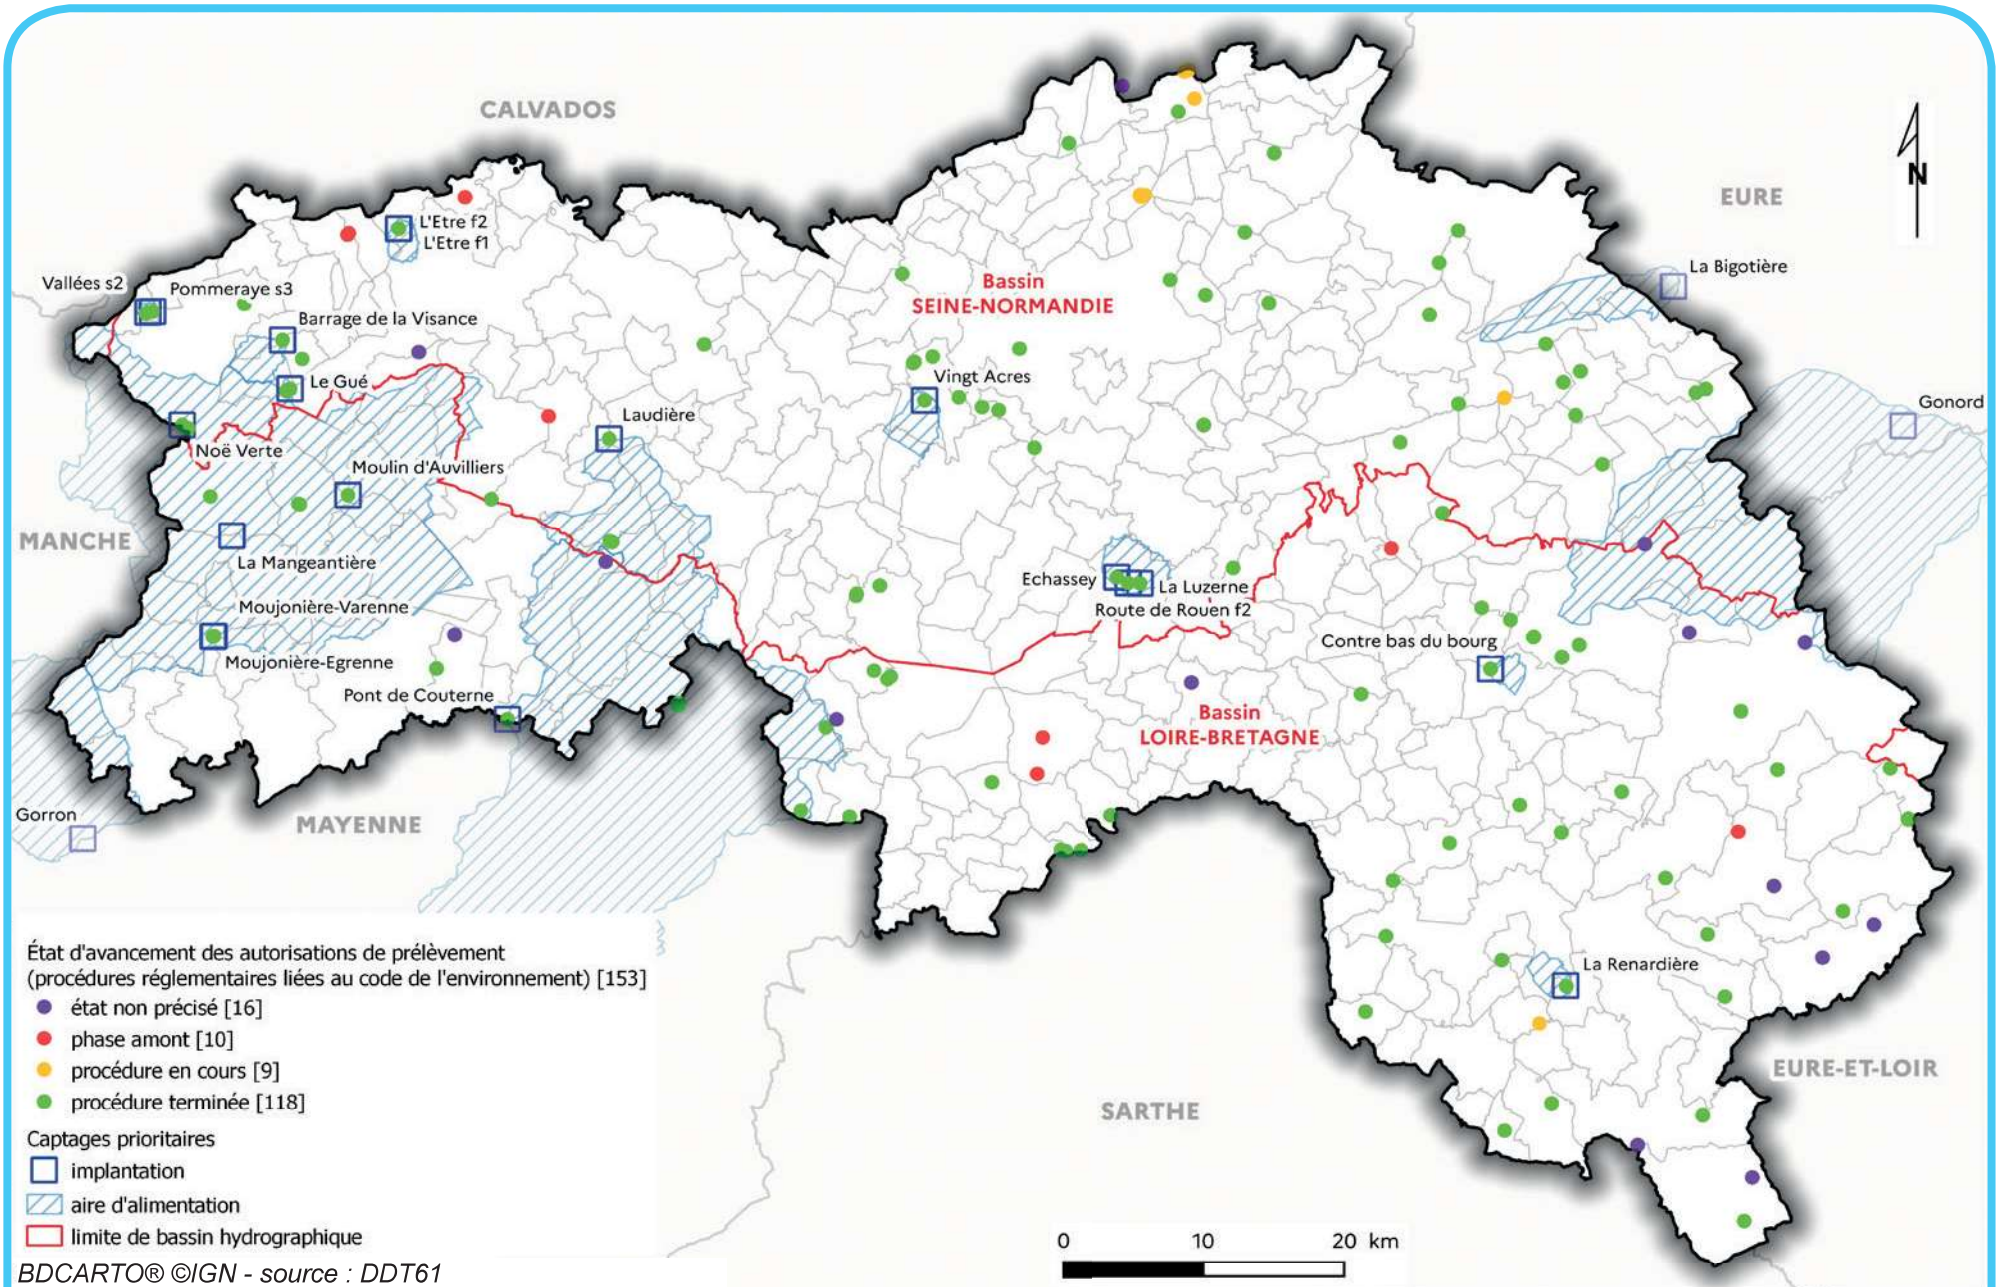 CALVADOS
EURE
N
La Bigotière
L'Etre f2
L'Etre f1
Vallées s2
Pommeraye s3
Bassin
SEINE-NORMANDIE
Barrage de la Visance
Le Gué
Vingt Acres
Gonord
Laudière
Noë Verte
Moulin d'Auvilliers
MANCHE
La Mangeantière
Echassey
La Luzerne
Route de Rouen f2
Moujonière-Varenne
Contre bas du bourg
Moujonière-Egrenne
Pont de Couterne
Bassin
LOIRE-BRETAGNE
Gorron
MAYENNE
La Renardière
EURE-ET-LOIR
SARTHE
État d'avancement des autorisations de prélèvement
(procédures réglementaires liées au code de l'environnement) [153]
état non précisé [16]
phase amont [10]
procédure en cours [9]
procédure terminée [118]
Captages prioritaires
implantation
aire d'alimentation
limite de bassin hydrographique
0 10 20 km
BDCARTO® ©IGN - source : DDT61